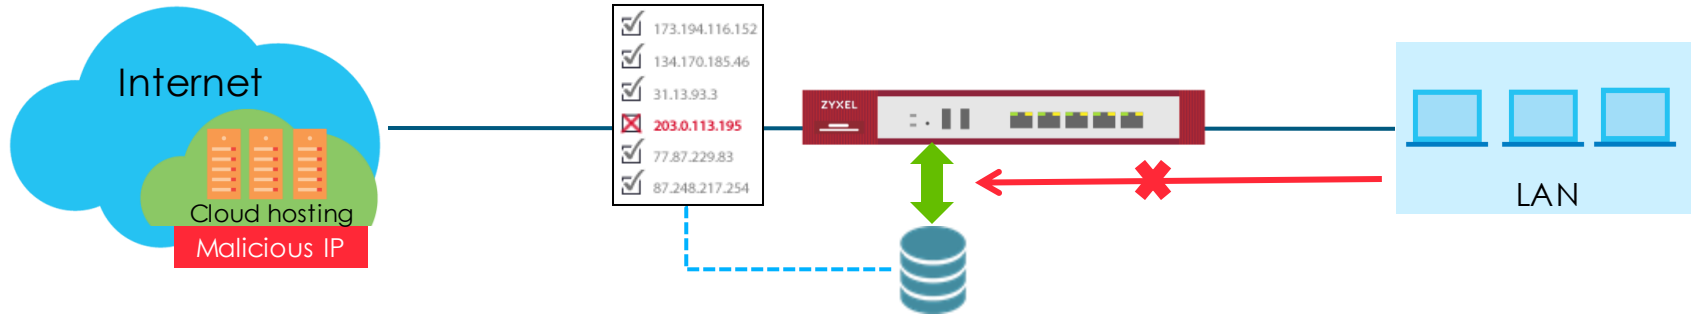 Internet
Cloud hosting
Malicious IP
173.194.116.152
134.170.185.46
31.13.93.3
203.0.113.195
77.87.229.83
87.248.217.254
ZYXEL
LAN